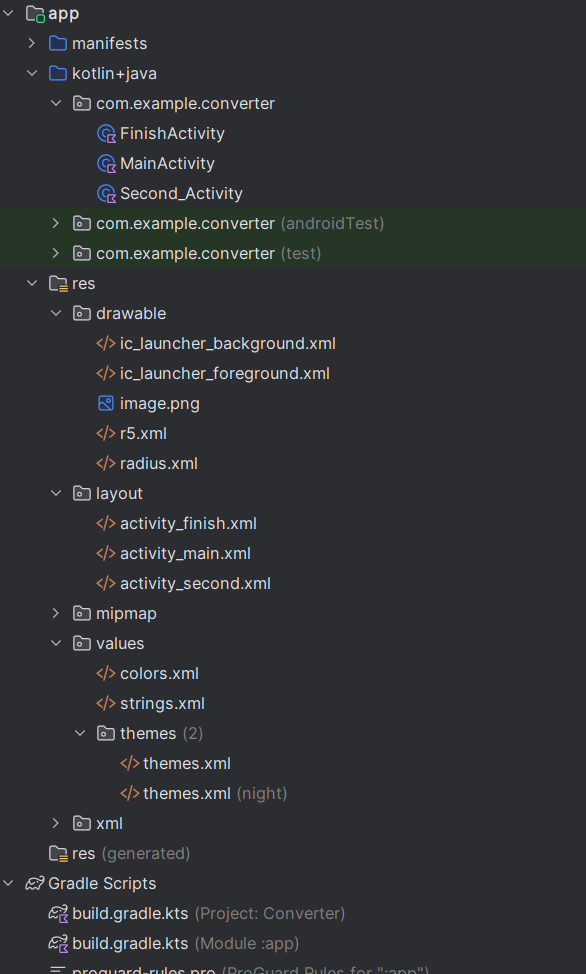 app
manifests
kotlin+java
com.example.converter
FinishActivity
MainActivity
Second_Activity
com.example.converter (androidTest)
com.example.converter (test)
res
drawable
ic_launcher_background.xml
ic_launcher_foreground.xml
image.png
r5.xml
radius.xml
layout
activity_finish.xml
activity_main.xml
activity_second.xml
mipmap
values
colors.xml
strings.xml
themes (2)
themes.xml
themes.xml (night)
xml
res (generated)
Gradle Scripts
build.gradle.kts (Project: Converter)
build.gradle.kts (Module :app)
proguard-rules.pro (ProGuard Rules for ":app")